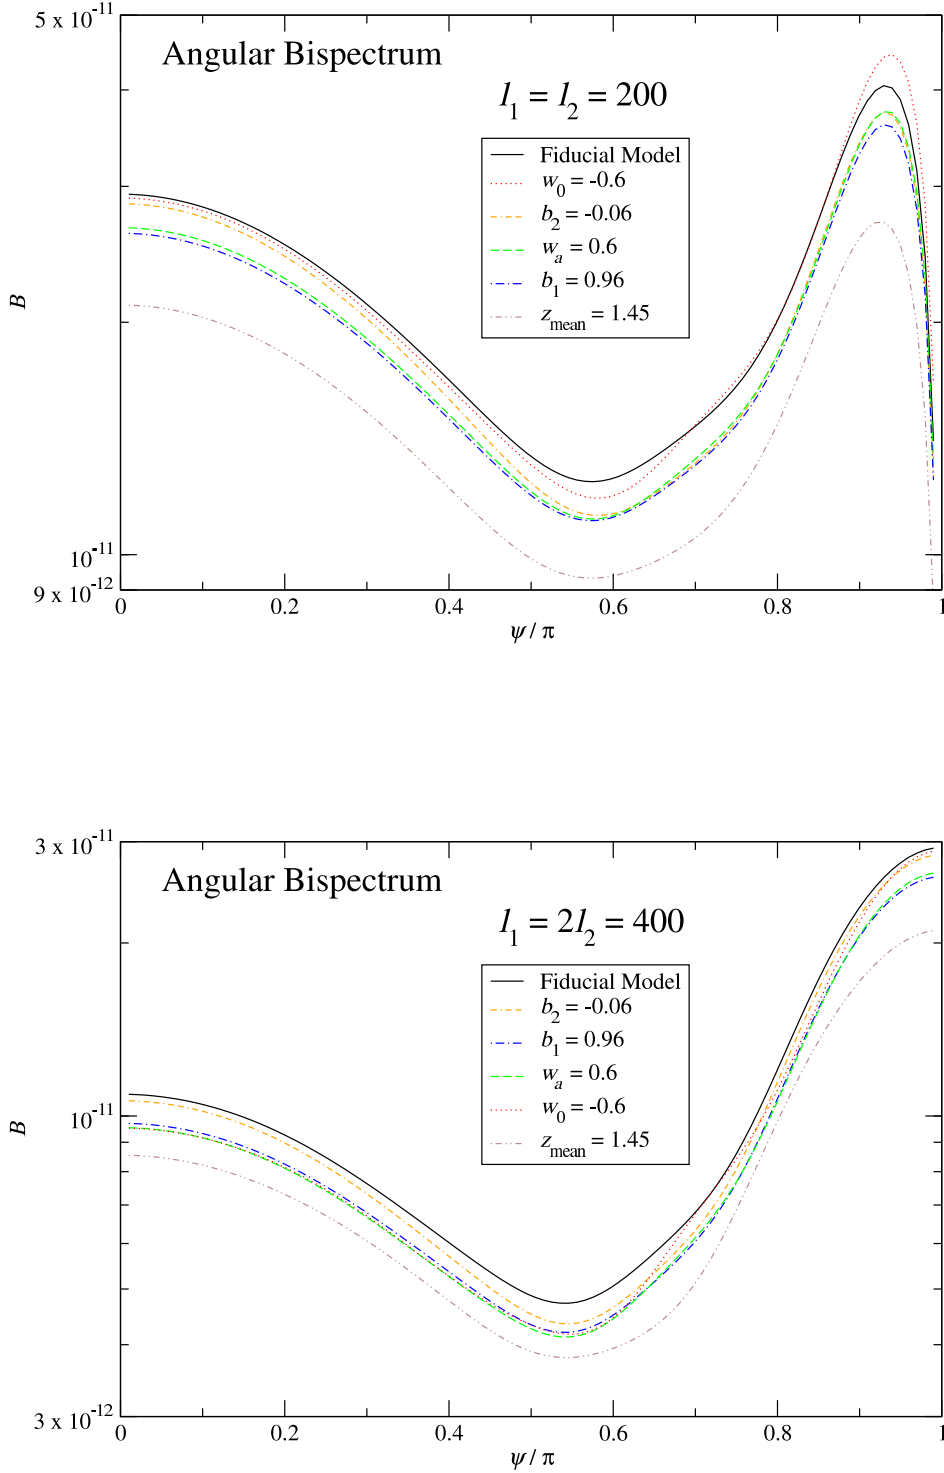 5 x 10-11
Angular Bispectrum
l1 = l2 = 200
Fiducial Model
w0 = -0.6
b2 = -0.06
wa = 0.6
b1 = 0.96
zmean = 1.45
B
10-11
9 x 10-12
0 0.2 0.4 0.6 0.8 1
ψ/ π
3 x 10-11
Angular Bispectrum
l1 = 2l2 = 400
Fiducial Model
b2 = -0.06
b1 = 0.96
wa = 0.6
w0 = -0.6
zmean = 1.45
B
10-11
3 x 10-12
0 0.2 0.4 0.6 0.8 1
ψ/ π